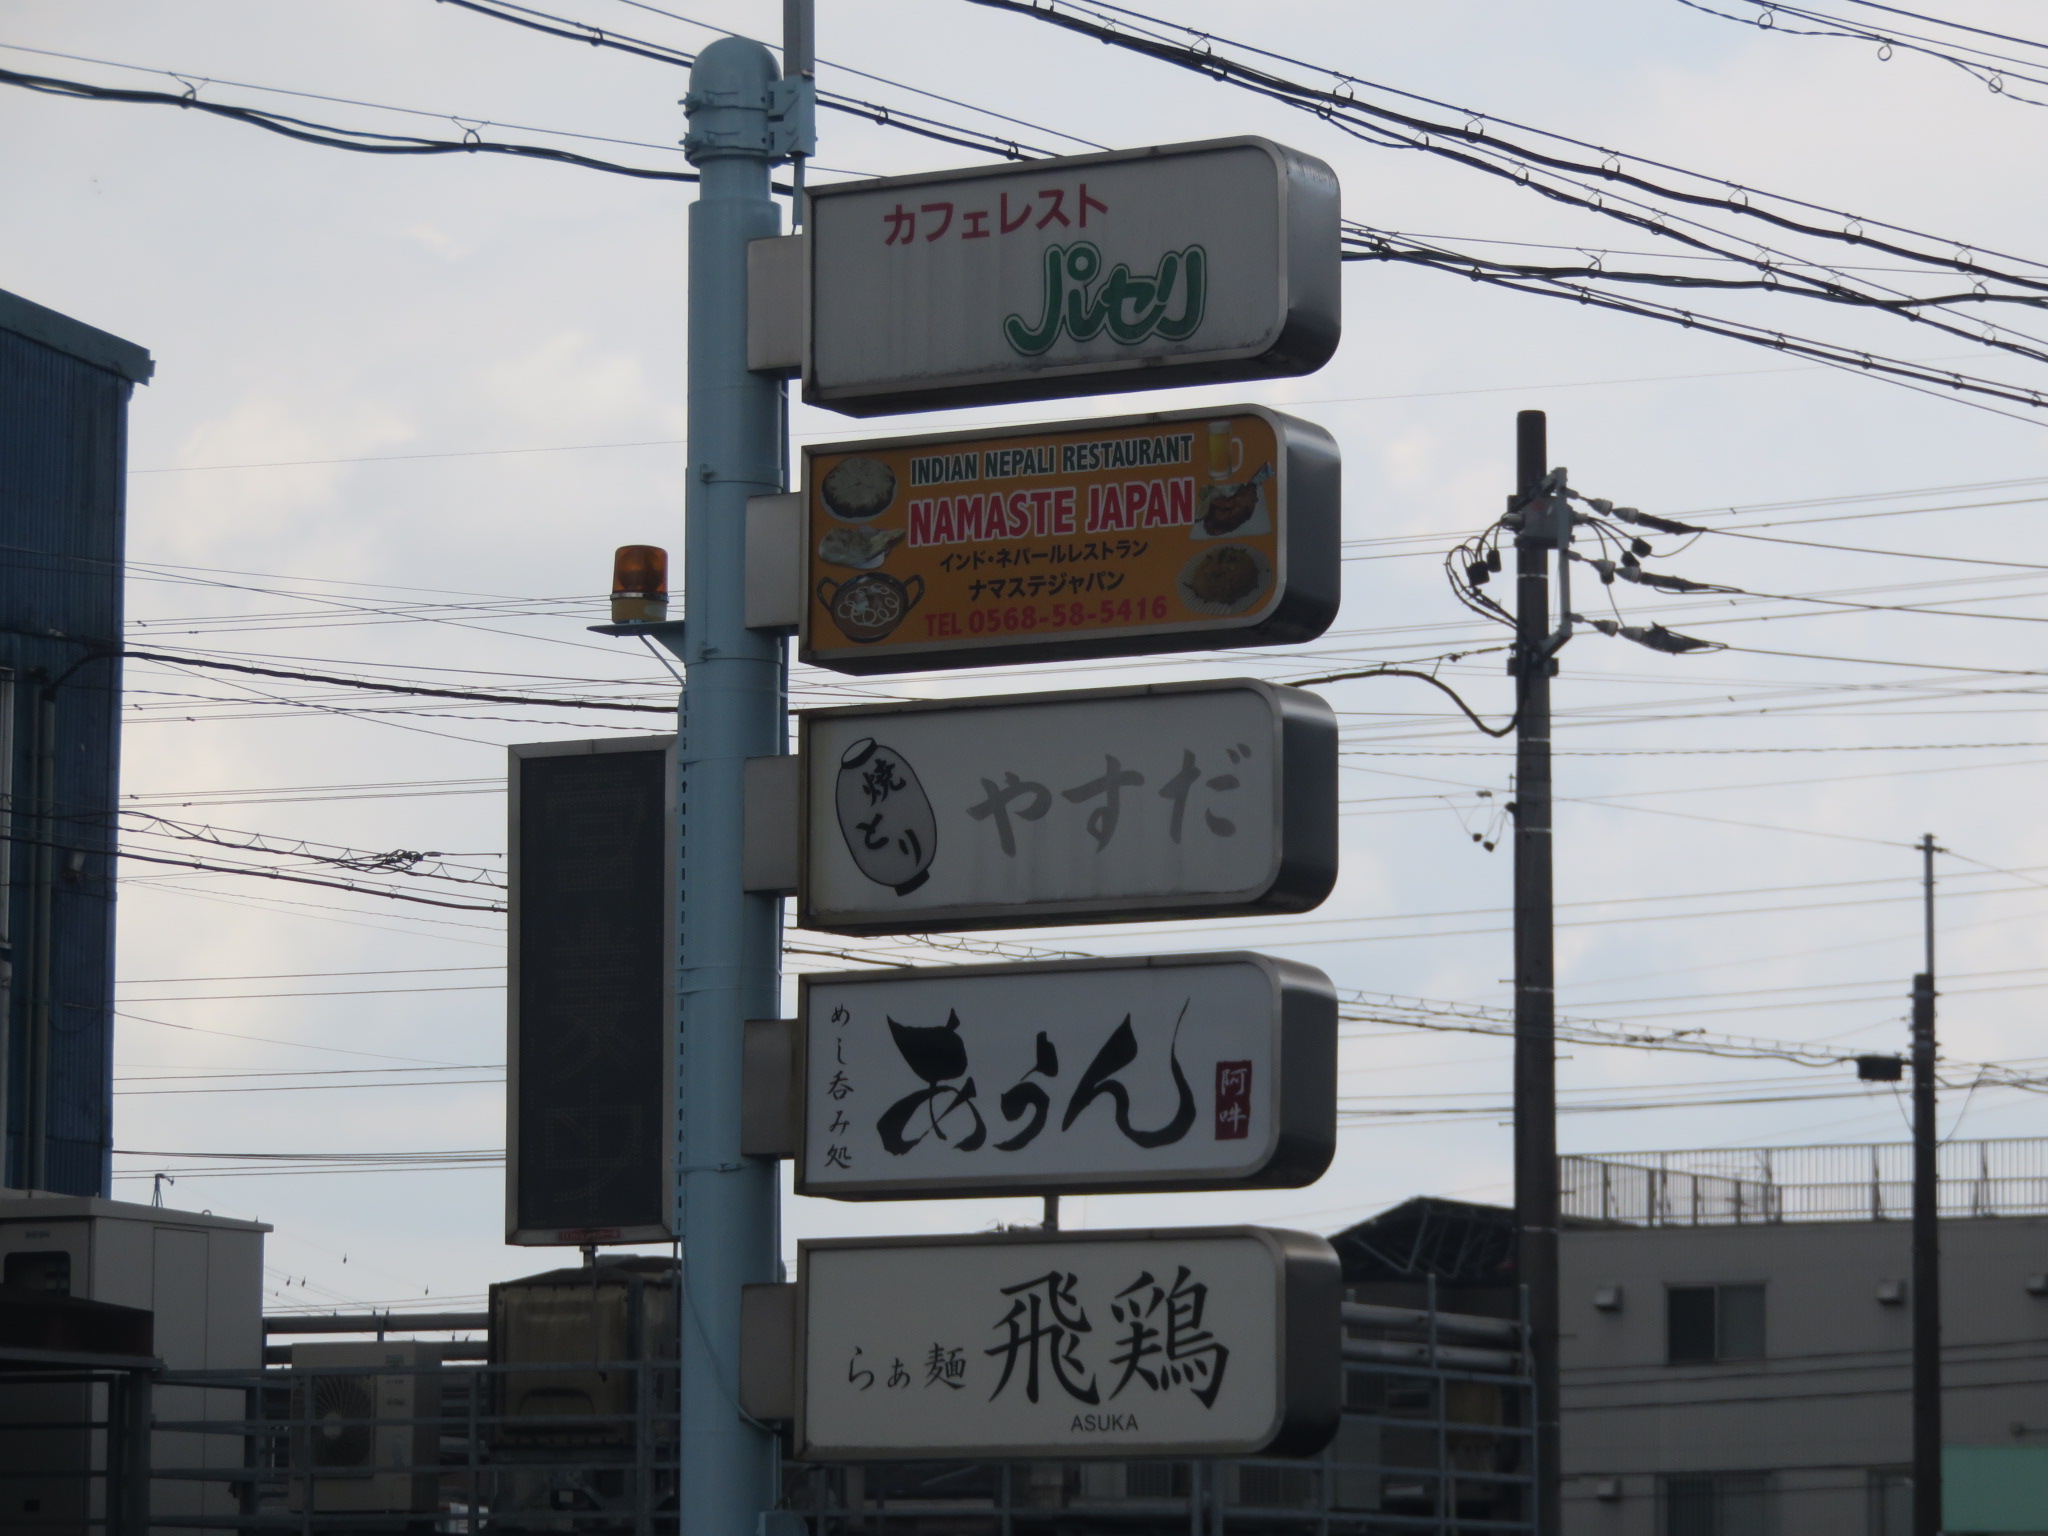 カフェレスト
パセリ
INDIAN NEPALI RESTAURANT
NAMASTE JAPAN
インド・ネパールレストラン
ナマステジャパン
TEL 0568-58-5416
焼とり
やすだ
めし呑み処
あうん
阿吽
らぁ麺
飛鶏
ASUKA